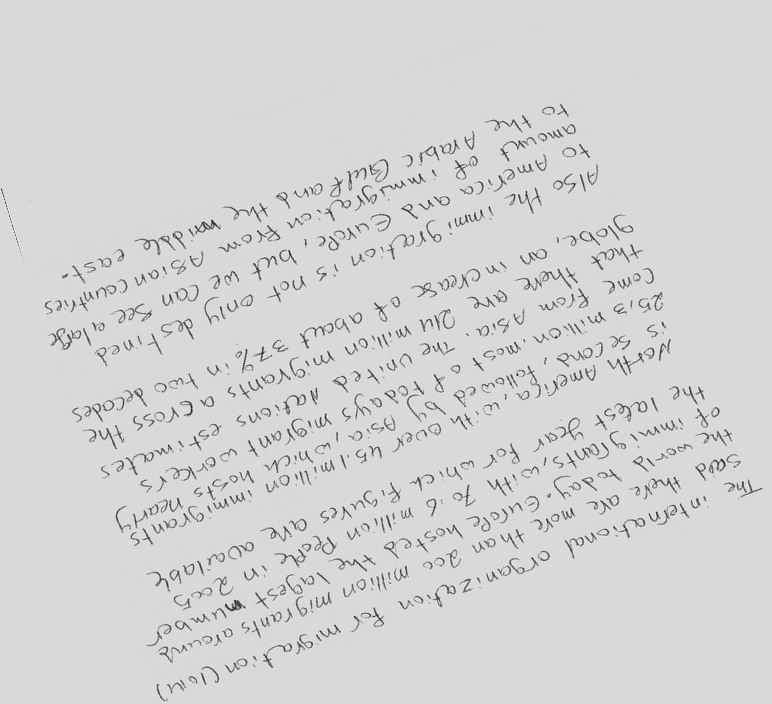 The international organization for migration (IOM)
said there are more than 200 million migrants around
the world today. Europe hosted the lagest number
of immigrants, with 70.6 million People in 2005
the latest year for which figures are available
North America, with over 45.1 million immigrants
is second, followed by Asia, which hosts nearly
25,3 million. most of todays migrant workers
come from Asia. The united Nations estimates
that there are 214 million migrants across the
globe, an increase of about 37% in two decades
Also the immigration is not only destined
to America and Europe, but we can see a large
amount of immigration from Asian countries
to the Arabic Gulf and the middle east.